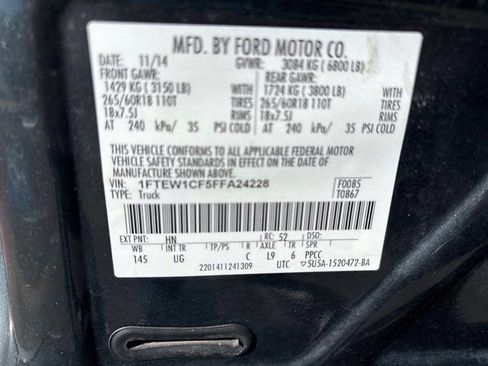 MFD. BY FORD MOTOR CO.
DATE: 11/14 GVWR: 3084 KG ( 6800 LB)
FRONT GAWR: REAR GAWR:
1429 KG ( 3150 LB) WITH 1724 KG ( 3800 LB) WITH
265/60R18 110T TIRES 265/60R18 110T TIRES
18x7.5J RIMS 18x7.5J RIMS
AT 240 kPa/ 35 PSI COLD AT 240 kPa/ 35 PSI COLD
THIS VEHICLE CONFORMS TO ALL APPLICABLE FEDERAL MOTOR
VEHICLE SAFETY, BUMPER, AND THEFT PREVENTION STANDARDS IN EFFECT ON THE DATE OF
MANUFACTURE SHOWN ABOVE.
VIN: 1FTEW1CF5FFA24228 F0085
TYPE: Truck T0867
EXT PNT: HN RC: 52 DSO:
WB TP/PS R AXLE TR SPR
145 UG C L9 6 PPCC
2201411241309 UTC ▽5U5A-1520472-BA